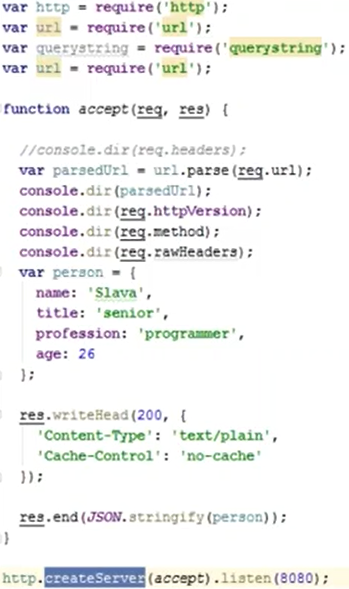 var http = require('http');
var url = require('url');
var querystring = require('querystring');
var url = require('url');
function accept(req, res) {
//console.dir(req.headers);
var parsedUrl = url.parse(req.url);
console.dir(parsedUrl);
console.dir(req.httpVersion);
console.dir(req.method);
console.dir(req.rawHeaders);
var person = {
name: 'Slava',
title: 'senior',
profession: 'programmer',
age: 26
};
res.writeHead(200, {
'Content-Type': 'text/plain',
'Cache-Control': 'no-cache'
});
res.end(JSON.stringify(person));
}
http.createServer(accept).listen(8080);